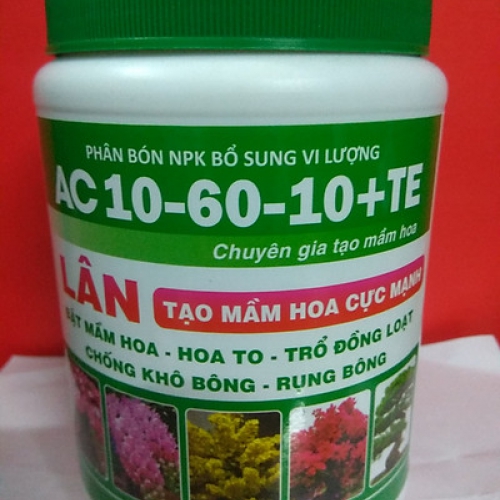 PHÂN BÓN NPK BỔ SUNG VI LƯỢNG
AC 10-60-10+TE
Chuyên gia tạo mầm hoa
LÂN TẠO MẦM HOA CỰC MẠNH
BẬT MẦM HOA - HOA TO - TRỔ ĐỒNG LOẠT
CHỐNG KHÔ BÔNG - RỤNG BÔNG